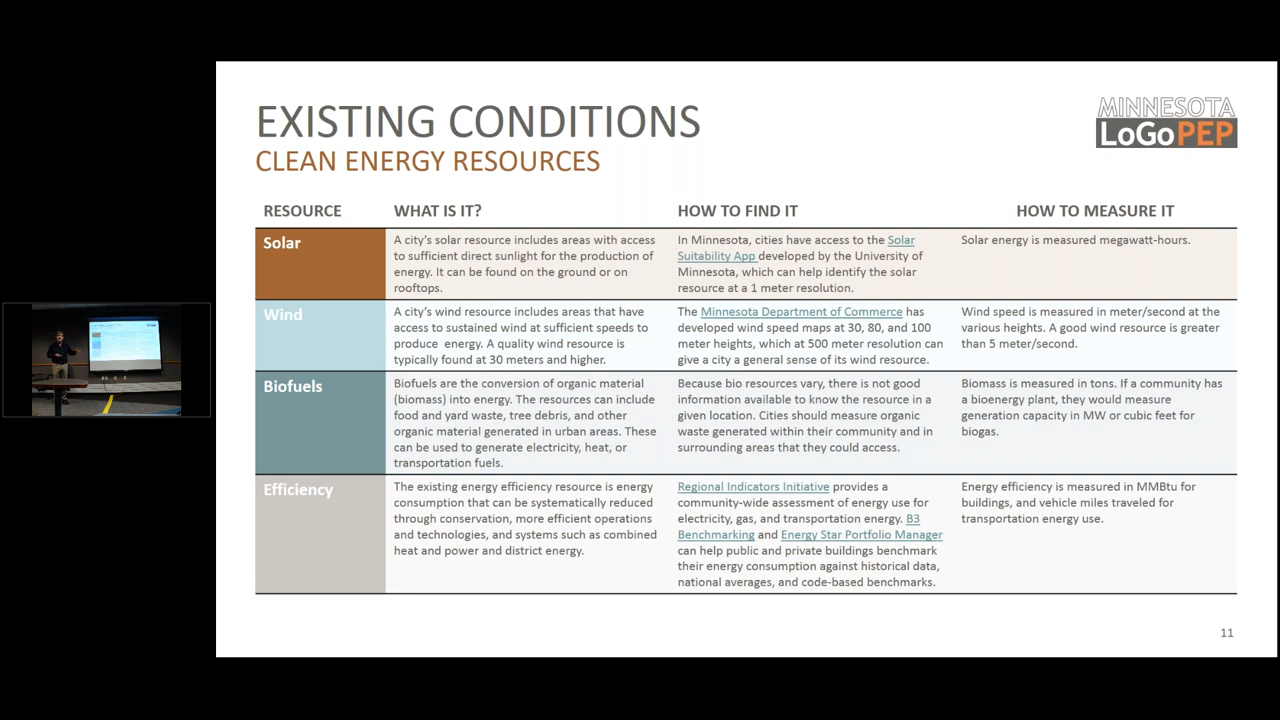 EXISTING CONDITIONS
CLEAN ENERGY RESOURCES
MINNESOTA
LoGoPEP
RESOURCE
WHAT IS IT?
HOW TO FIND IT
HOW TO MEASURE IT
Solar
A city's solar resource includes areas with access
to sufficient direct sunlight for the production of
energy. It can be found on the ground or on
rooftops.
In Minnesota, cities have access to the Solar
Suitability App developed by the University of
Minnesota, which can help identify the solar
resource at a 1 meter resolution.
Solar energy is measured megawatt-hours.
Wind
A city's wind resource includes areas that have
access to sustained wind at sufficient speeds to
produce energy. A quality wind resource is
typically found at 30 meters and higher.
The Minnesota Department of Commerce has
developed wind speed maps at 30, 80, and 100
meter heights, which at 500 meter resolution can
give a city a general sense of its wind resource.
Wind speed is measured in meter/second at the
various heights. A good wind resource is greater
than 5 meter/second.
Biofuels
Biofuels are the conversion of organic material
(biomass) into energy. The resources can include
food and yard waste, tree debris, and other
organic material generated in urban areas. These
can be used to generate electricity, heat, or
transportation fuels.
Because bio resources vary, there is not good
information available to know the resource in a
given location. Cities should measure organic
waste generated within their community and in
surrounding areas that they could access.
Biomass is measured in tons. If a community has
a bioenergy plant, they would measure
generation capacity in MW or cubic feet for
biogas.
Efficiency
The existing energy efficiency resource is energy
consumption that can be systematically reduced
through conservation, more efficient operations
and technologies, and systems such as combined
heat and power and district energy.
Regional Indicators Initiative provides a
community-wide assessment of energy use for
electricity, gas, and transportation energy. B3
Benchmarking and Energy Star Portfolio Manager
can help public and private buildings benchmark
their energy consumption against historical data,
national averages, and code-based benchmarks.
Energy efficiency is measured in MMBtu for
buildings, and vehicle miles traveled for
transportation energy use.
11